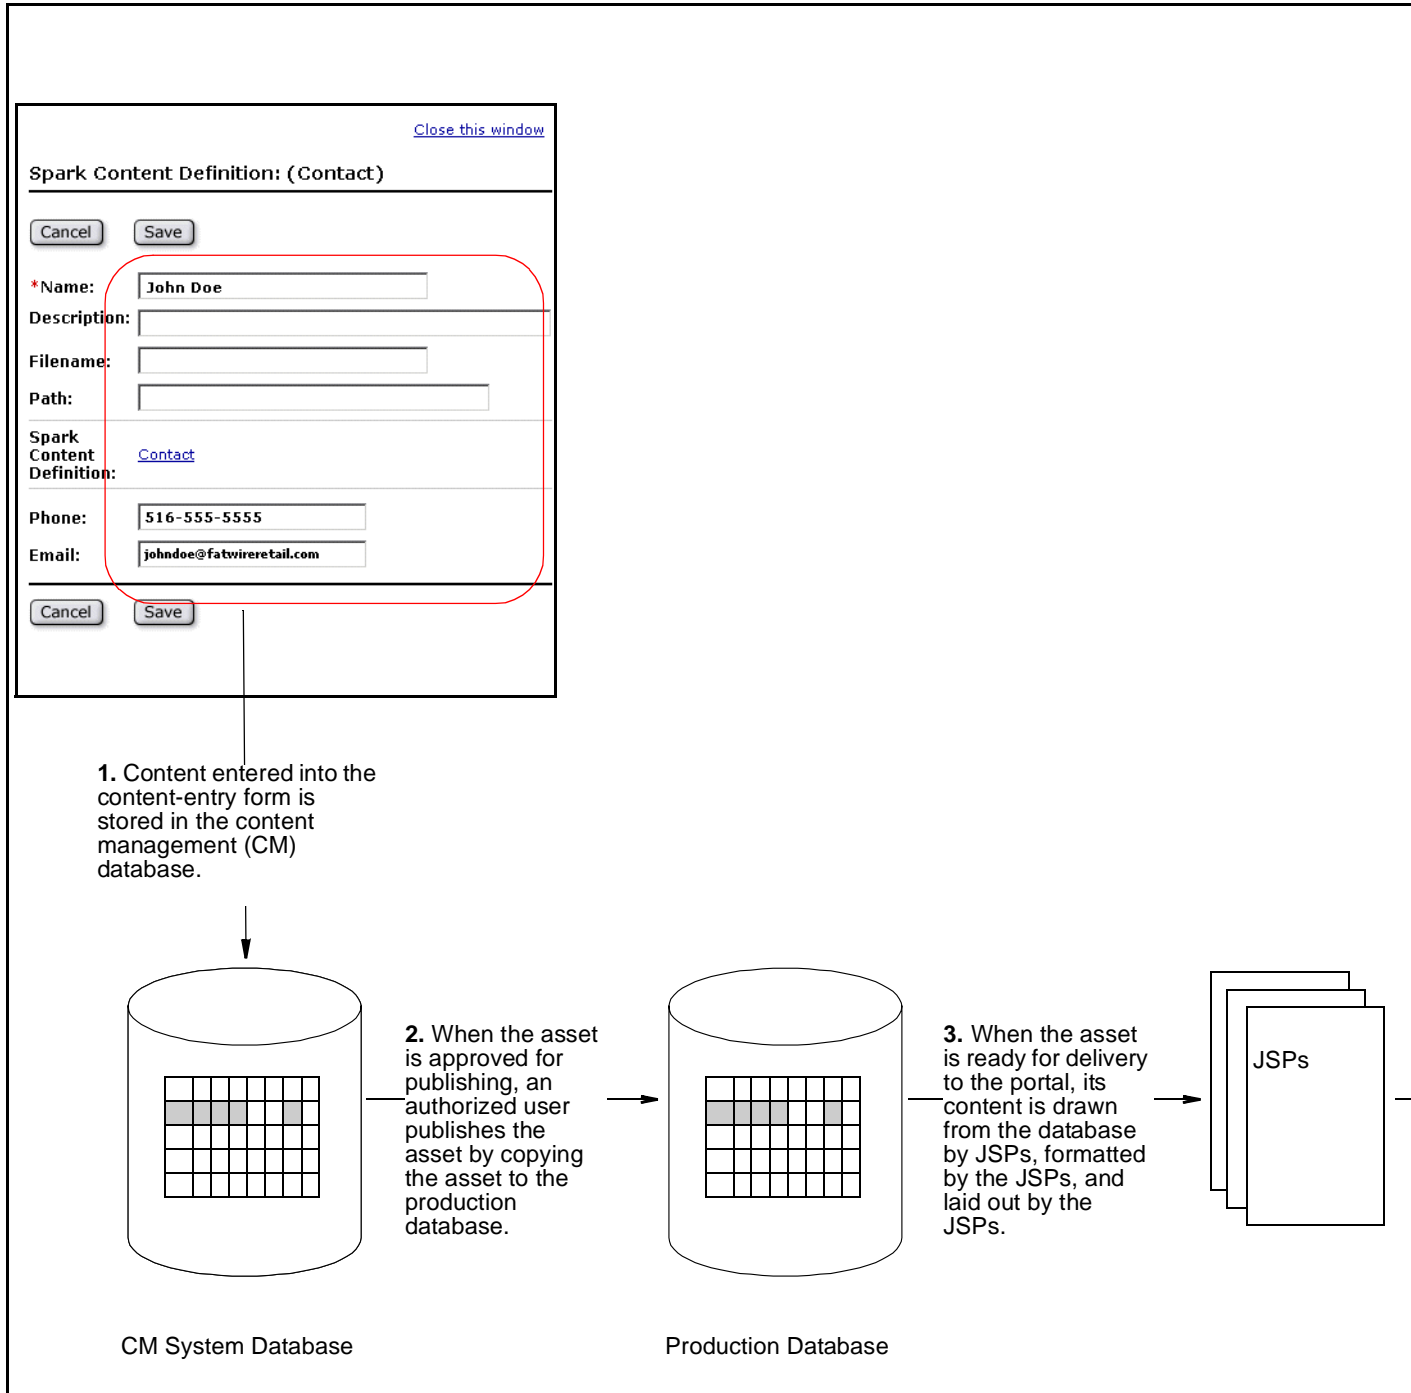 Close this window
Spark Content Definition: (Contact)
Cancel Save
*Name: John Doe
Description:
Filename:
Path:
Spark
Content
Definition:
Contact
Phone: 516-555-5555
Email: johndoe@fatwireretail.com
Cancel Save
1. Content entered into the
content-entry form is
stored in the content
management (CM)
database.
2. When the asset
is approved for
publishing, an
authorized user
publishes the
asset by copying
the asset to the
production
database.
3. When the asset
is ready for delivery
to the portal, its
content is drawn
from the database
by JSPs, formatted
by the JSPs, and
laid out by the
JSPs.
JSPs
CM System Database
Production Database